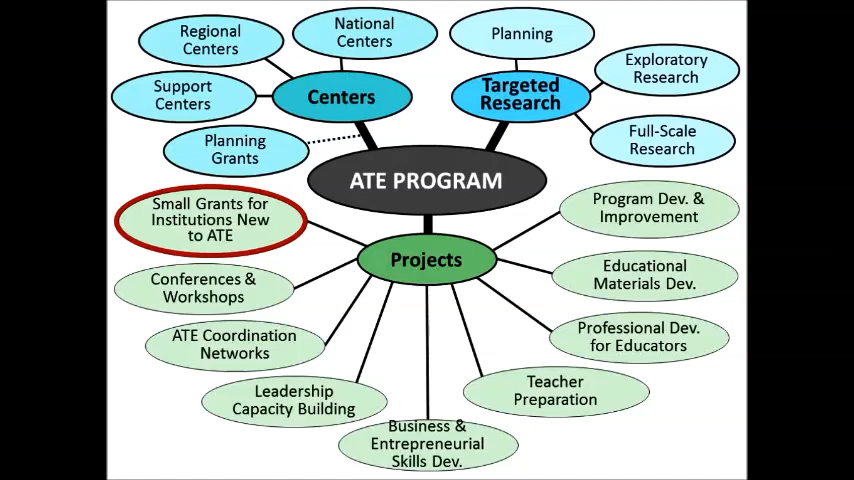 Regional
Centers
National
Centers
Planning
Exploratory
Research
Support
Centers
Centers
Targeted
Research
Full-Scale
Research
Planning
Grants
ATE PROGRAM
Small Grants for
Institutions New
to ATE
Program Dev. &
Improvement
Projects
Conferences &
Workshops
Educational
Materials Dev.
ATE Coordination
Networks
Professional Dev.
for Educators
Leadership
Capacity Building
Teacher
Preparation
Business &
Entrepreneurial
Skills Dev.